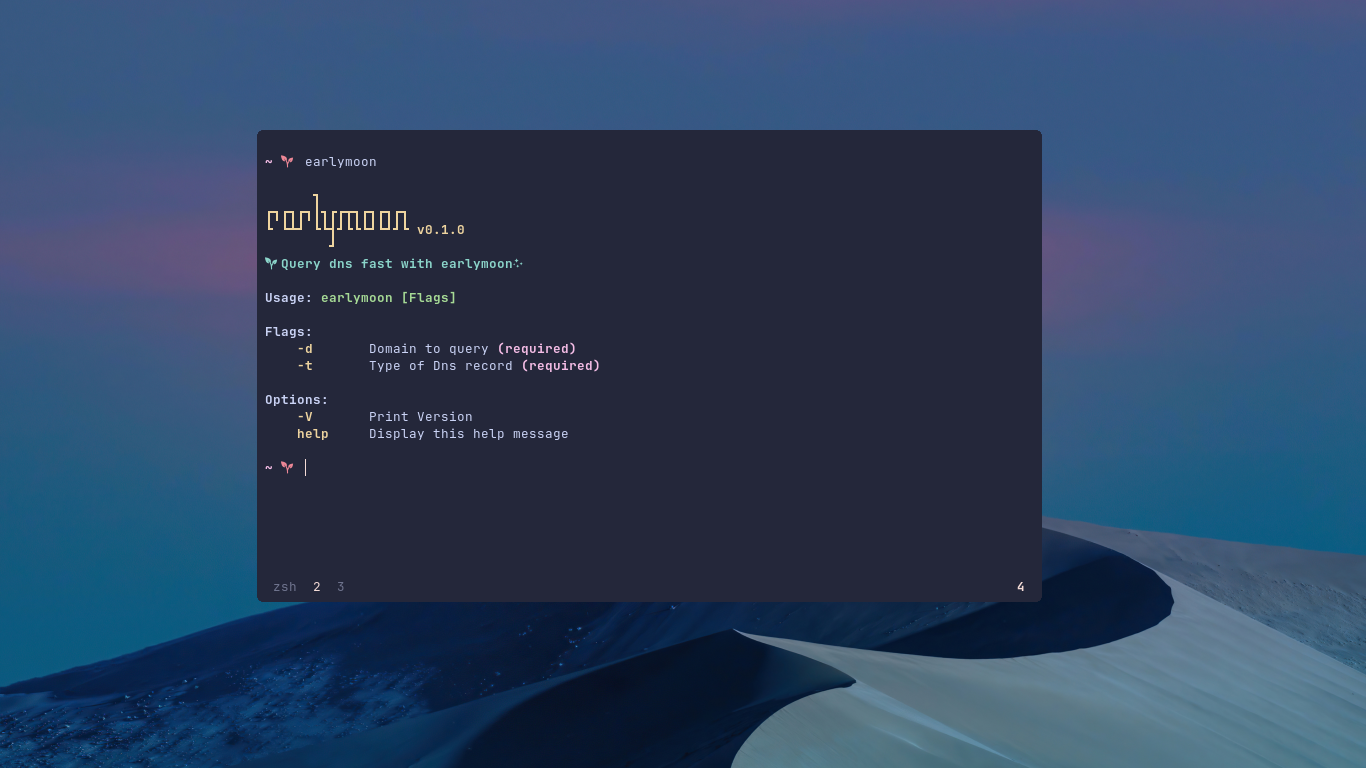 ~ earlymoon
earlymoon v0.1.0
Query dns fast with earlymoon
Usage: earlymoon [Flags]
Flags:
-d Domain to query (required)
-t Type of Dns record (required)
Options:
-V Print Version
help Display this help message
~
zsh 2 3 4